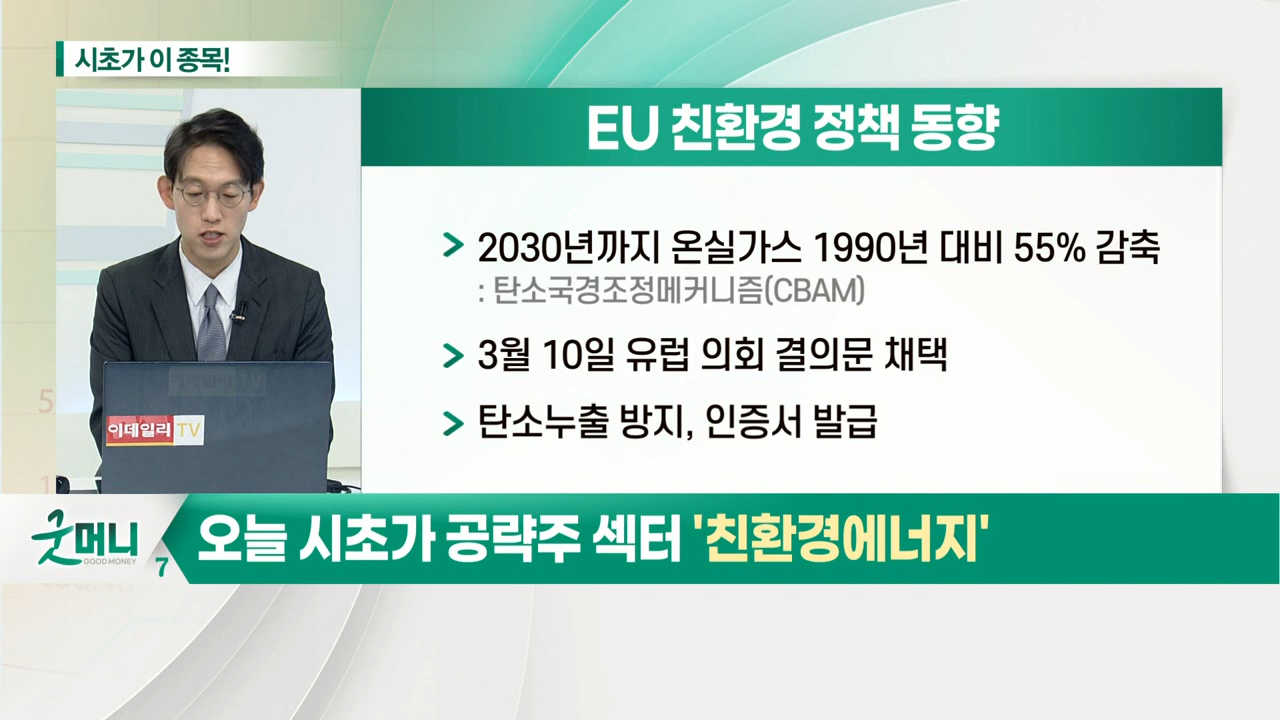 시초가 이 종목!
EU 친환경 정책 동향
2030년까지 온실가스 1990년 대비 55% 감축
: 탄소국경조정메커니즘(CBAM)
3월 10일 유럽 의회 결의문 채택
탄소누출 방지, 인증서 발급
이데일리 TV
이데일리TV
굿머니
GOOD MONEY
7
오늘 시초가 공략주 섹터 '친환경에너지'